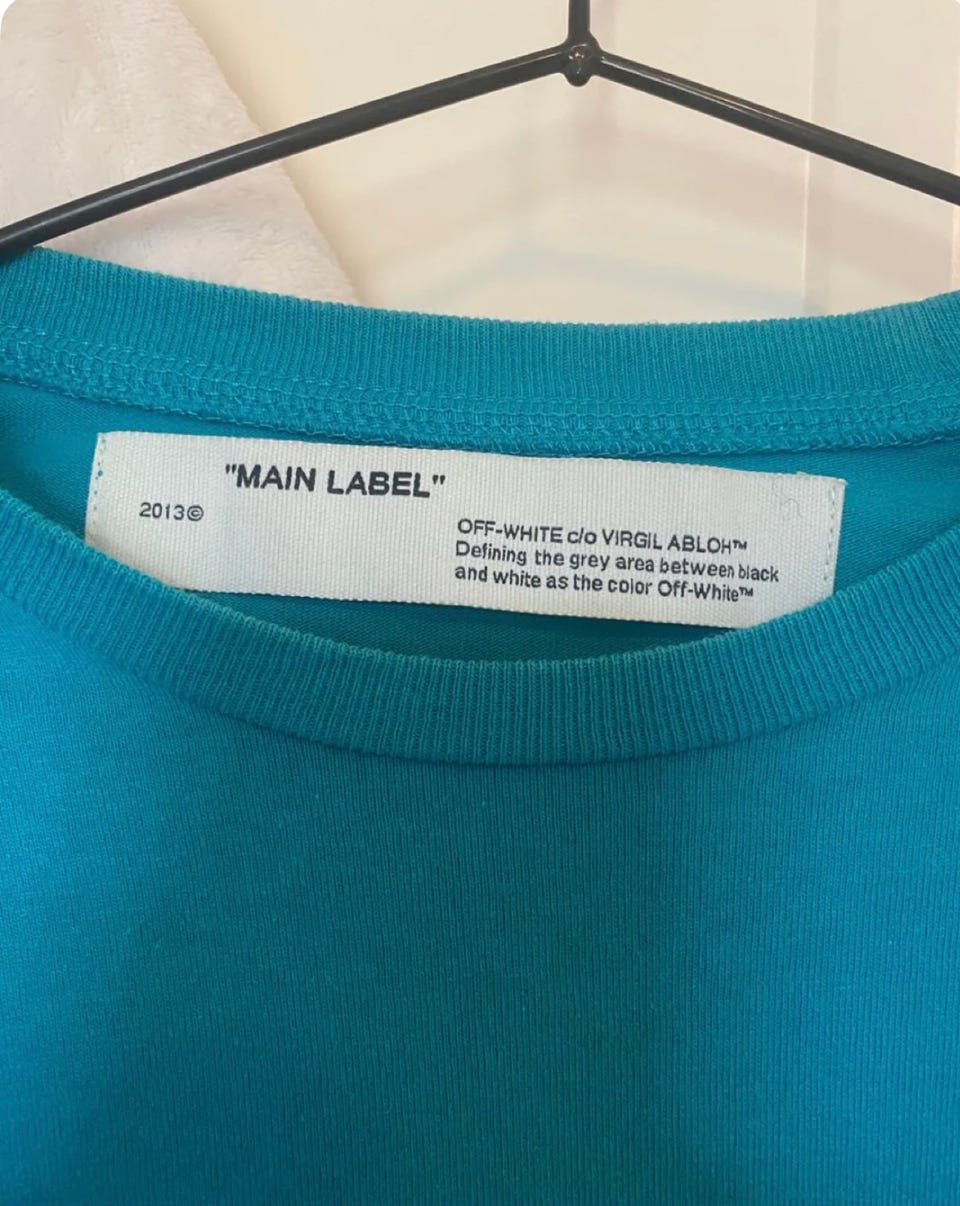 "MAIN LABEL"
2013©
OFF-WHITE c/o VIRGIL ABLOH™
Defining the grey area between black
and white as the color Off-White™